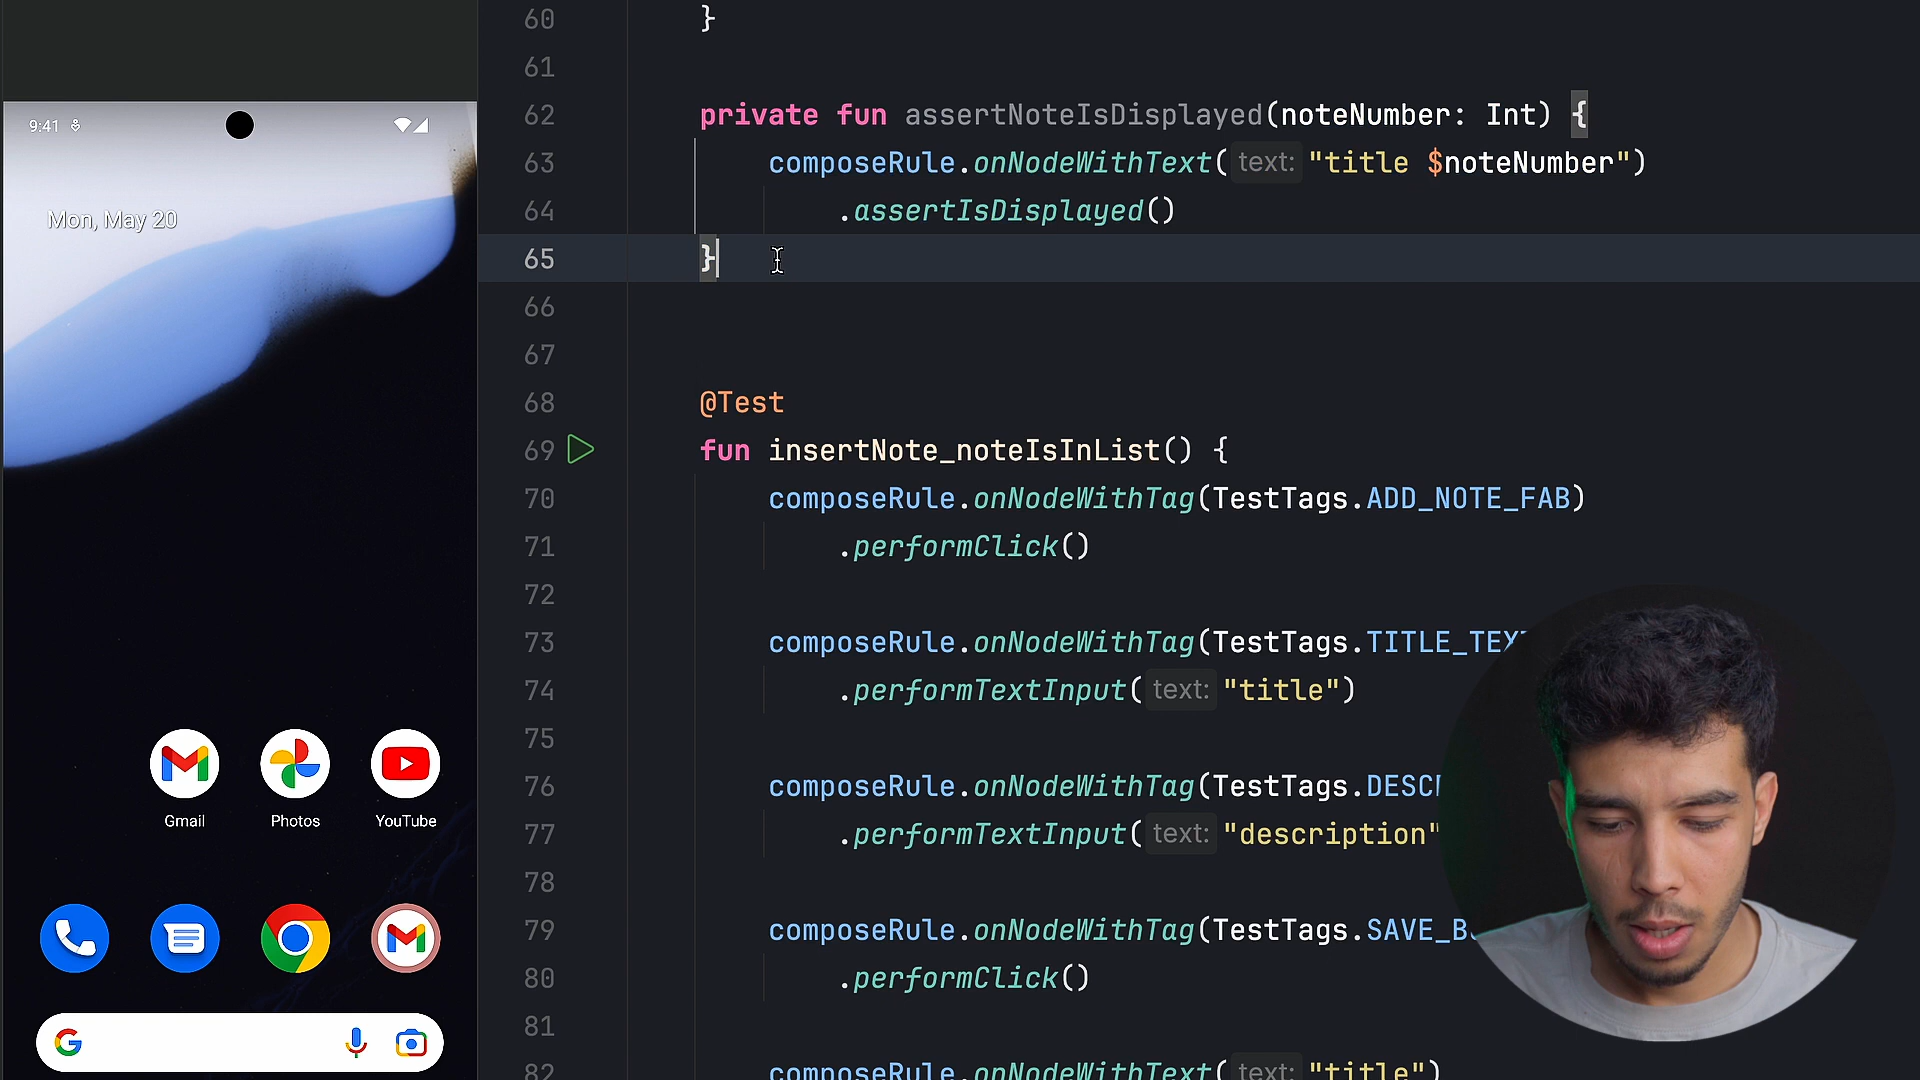 9:41
Mon, May 20
Gmail
Photos
YouTube
60 }
61
62 private fun assertNoteIsDisplayed(noteNumber: Int) {
63 composeRule.onNodeWithText( text: "title $noteNumber")
64 .assertIsDisplayed()
65 }
66
67
68 @Test
69 fun insertNote_noteIsInList() {
70 composeRule.onNodeWithTag(TestTags.ADD_NOTE_FAB)
71 .performClick()
72
73 composeRule.onNodeWithTag(TestTags.
74 .performTextInput( text: "title")
75
76 composeRule.onNodeWithTag(TestTags.
77 .performTextInput( text: "description"
78
79 composeRule.onNodeWithTag(TestTags.
80 .performClick()
81
82 composeRule.onNodeWithText( text: "title")